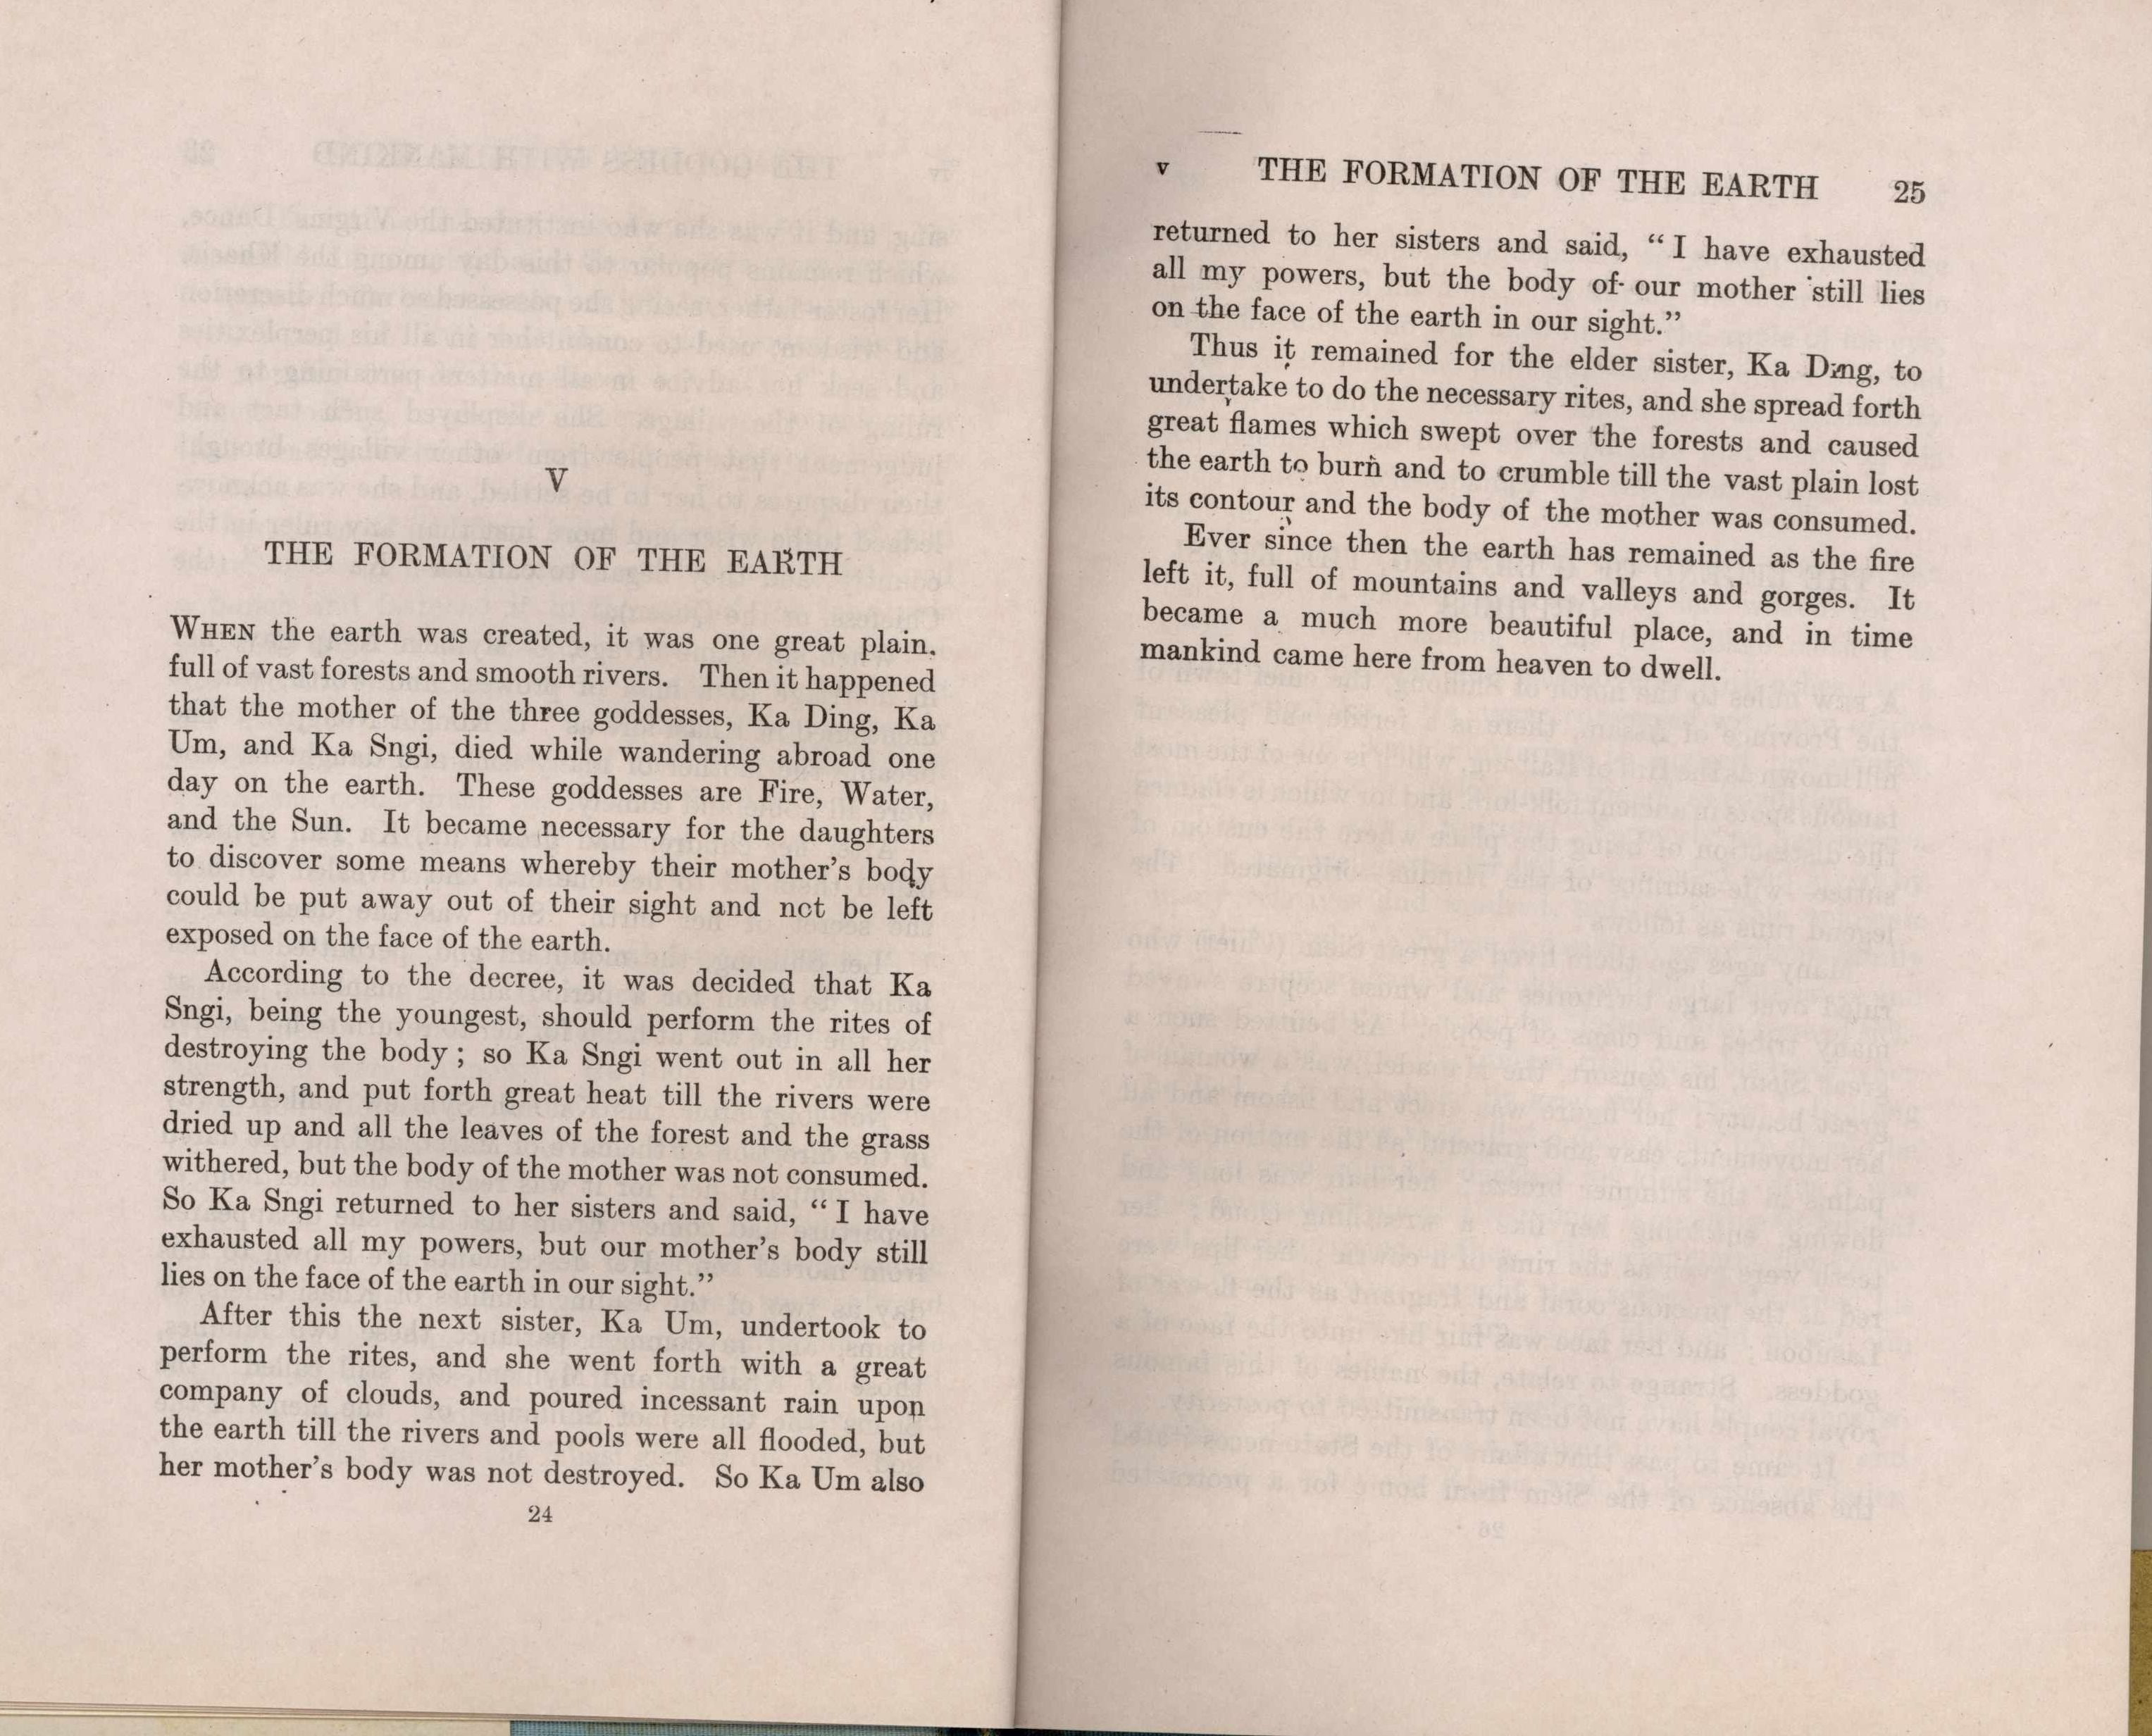 V
THE FORMATION OF THE EARTH
WHEN the earth was created, it was one great plain.
full of vast forests and smooth rivers. Then it happened
that the mother of the three goddesses, Ka Ding, Ka
Um, and Ka Sngi, died while wandering abroad one
day on the earth. These goddesses are Fire, Water,
and the Sun. It became necessary for the daughters
to discover some means whereby their mother's body
could be put away out of their sight and not be left
exposed on the face of the earth.
According to the decree, it was decided that Ka
Sngi, being the youngest, should perform the rites of
destroying the body ; so Ka Sngi went out in all her
strength, and put forth great heat till the rivers were
dried up and all the leaves of the forest and the grass
withered, but the body of the mother was not consumed.
So Ka Sngi returned to her sisters and said, “ I have
exhausted all my powers, but our mother's body still
lies on the face of the earth in our sight.”
After this the next sister, Ka Um, undertook to
perform the rites, and she went forth with a great
company of clouds, and poured incessant rain upon
the earth till the rivers and pools were all flooded, but
her mother's body was not destroyed. So Ka Um also
24
v THE FORMATION OF THE EARTH 25
returned to her sisters and said, “ I have exhausted
all my powers, but the body of our mother still lies
on the face of the earth in our sight.”
Thus it remained for the elder sister, Ka Ding, to
undertake to do the necessary rites, and she spread forth
great flames which swept over the forests and caused
the earth to burn and to crumble till the vast plain lost
its contour and the body of the mother was consumed.
Ever since then the earth has remained as the fire
left it, full of mountains and valleys and gorges. It
became a much more beautiful place, and in time
mankind came here from heaven to dwell.